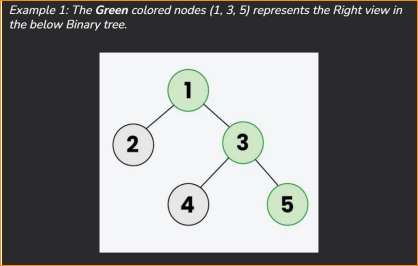 Example 1: The Green colored nodes (1, 3, 5) represents the Right view in
the below Binary tree.
1
2
3
4
5